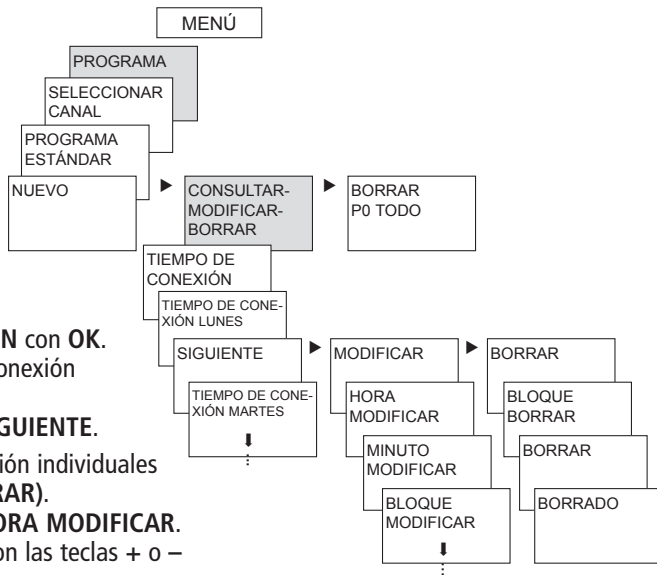 MENÚ
PROGRAMA
SELECCIONAR
CANAL
PROGRAMA
ESTÁNDAR
NUEVO
CONSULTAR-
MODIFICAR-
BORRAR
BORRAR
P0 TODO
TIEMPO DE
CONEXIÓN
TIEMPO DE CONE-
XIÓN LUNES
SIGUIENTE
MODIFICAR
BORRAR
TIEMPO DE CONE-
XIÓN MARTES
HORA
MODIFICAR
BLOQUE
BORRAR
MINUTO
MODIFICAR
BORRAR
BLOQUE
MODIFICAR
BORRADO
N con OK.
onexión
GUIENTE.
ión individuales
RAR).
ORA MODIFICAR.
on las teclas + o –